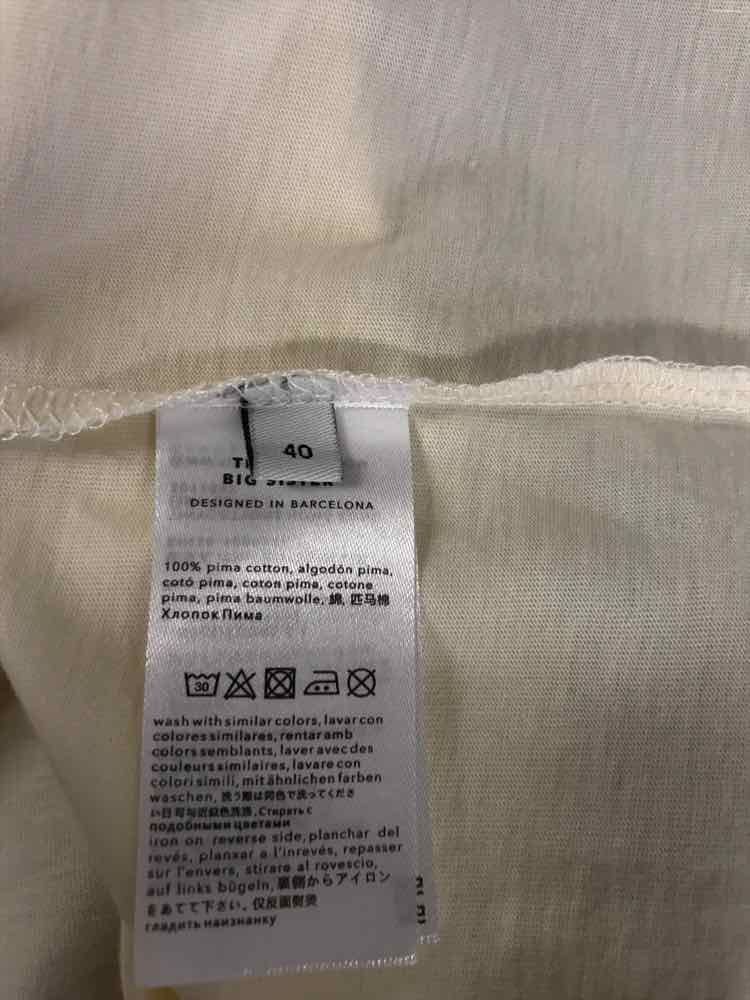 40
BIG SISTER
DESIGNED IN BARCELONA
100% pima cotton, algodón pima,
cotó pima, coton pima, cotone
pima, pima baumwolle, 綿, 匹马棉
Хлопок Пима
30
wash with similar colors, lavar con
colores similares, rentar amb
colors semblants, laver avec des
couleurs similaires, lavare con
colori simili, mit ähnlichen farben
waschen, 洗う際は同色で洗ってくださ
い日 可与近似色洗涤, Стирать с
подобными цветами
iron on reverse side, planchar del
revés, planxar a l'inrevés, repasser
sur l'envers, stirare al rovescio,
auf links bügeln, 裏側からアイロン
をあてて下さい, 仅反面熨烫
гладить наизнанку